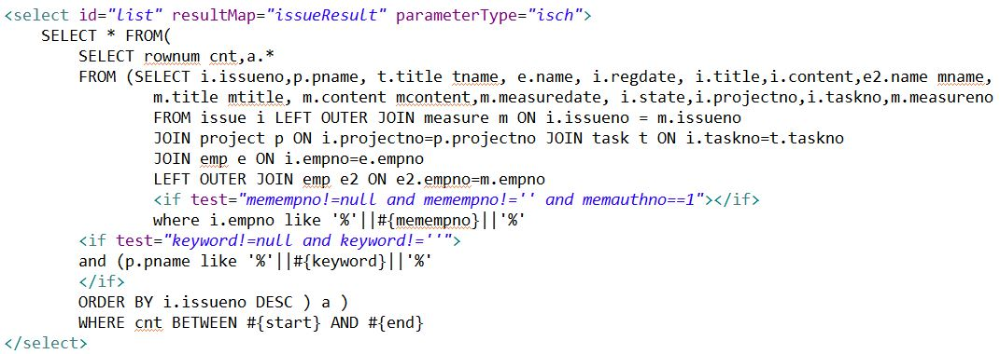 <select id="list" resultMap="issueResult" parameterType="isch">
SELECT * FROM(
SELECT rownum cnt,a.*
FROM (SELECT i.issueno,p.pname, t.title tname, e.name, i.regdate, i.title,i.content,e2.name mname,
m.title mtitle, m.content mcontent,m.measuredate, i.state,i.projectno,i.taskno,m.measureno
FROM issue i LEFT OUTER JOIN measure m ON i.issueno = m.issueno
JOIN project p ON i.projectno=p.projectno JOIN task t ON i.taskno=t.taskno
JOIN emp e ON i.empno=e.empno
LEFT OUTER JOIN emp e2 ON e2.empno=m.empno
<if test="memempno!=null and memempno!='' and memauthno==1"></if>
where i.empno like '%'||#{memempno}||'%'
<if test="keyword!=null and keyword!=''">
and (p.pname like '%'||#{keyword}||'%'
</if>
ORDER BY i.issueno DESC ) a )
WHERE cnt BETWEEN #{start} AND #{end}
</select>